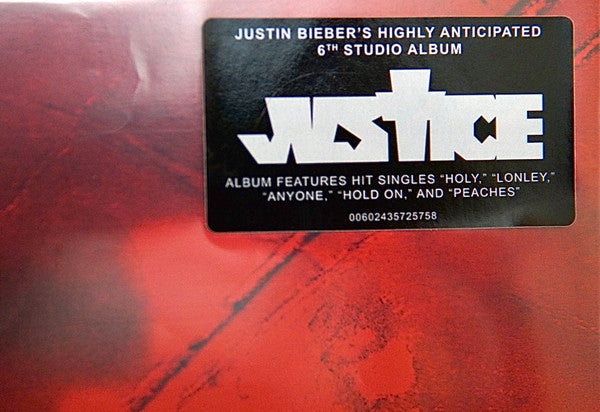 JUSTIN BIEBER'S HIGHLY ANTICIPATED
6TH STUDIO ALBUM
JUSTICE
ALBUM FEATURES HIT SINGLES “HOLY,” “LONLEY,”
“ANYONE,” “HOLD ON,” AND “PEACHES”
00602435725758